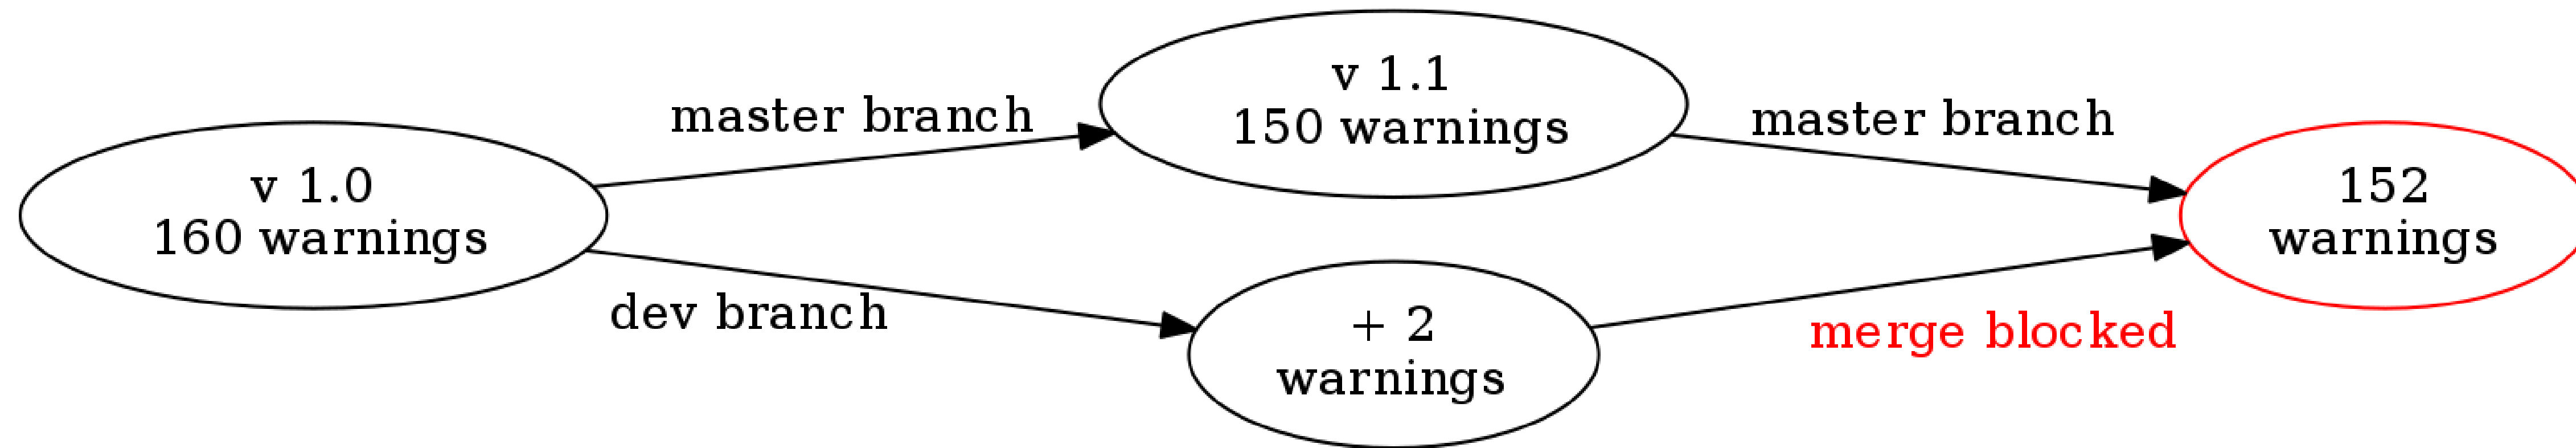 v 1.0
160 warnings
master branch
dev branch
v 1.1
150 warnings
+ 2
warnings
master branch
merge blocked
152
warnings